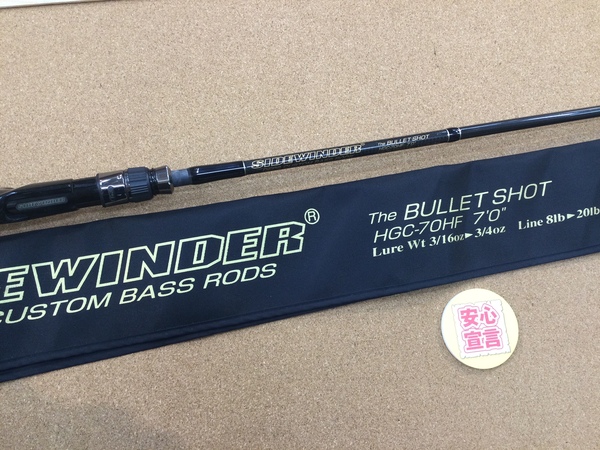 SIDEWINDER The BULLET SHOT
EWINDER®
CUSTOM BASS RODS
The BULLET SHOT
HGC-70HF 7'0"
Lure Wt 3/16oz►3/4oz Line 8lb►20lb
安心
宣言